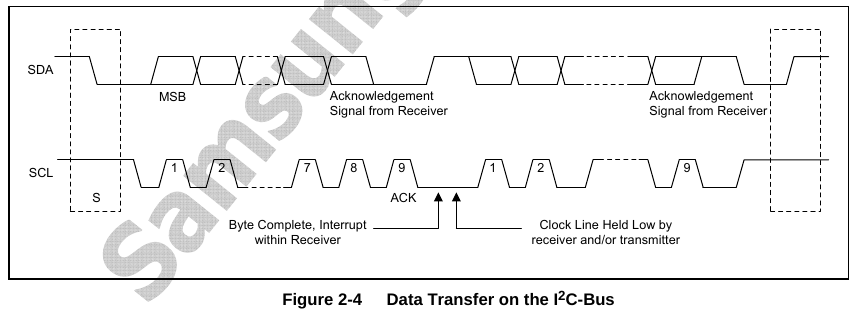 SDA
MSB
Acknowledgement
Signal from Receiver
Acknowledgement
Signal from Receiver
SCL
1 2 7 8 9 1 2 9
S
ACK
Byte Complete, Interrupt
within Receiver
Clock Line Held Low by
receiver and/or transmitter
Samsung
Figure 2-4 Data Transfer on the I²C-Bus